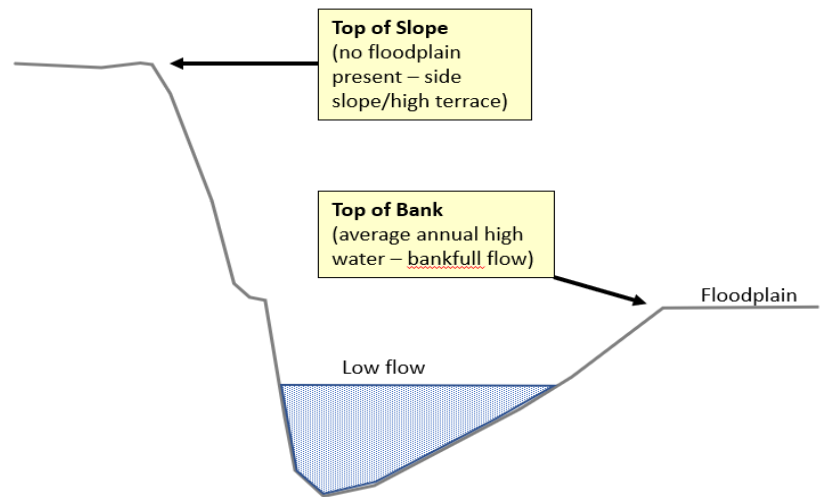 Top of Slope
(no floodplain
present – side
slope/high terrace)
Top of Bank
(average annual high
water – bankfull flow)
Floodplain
Low flow